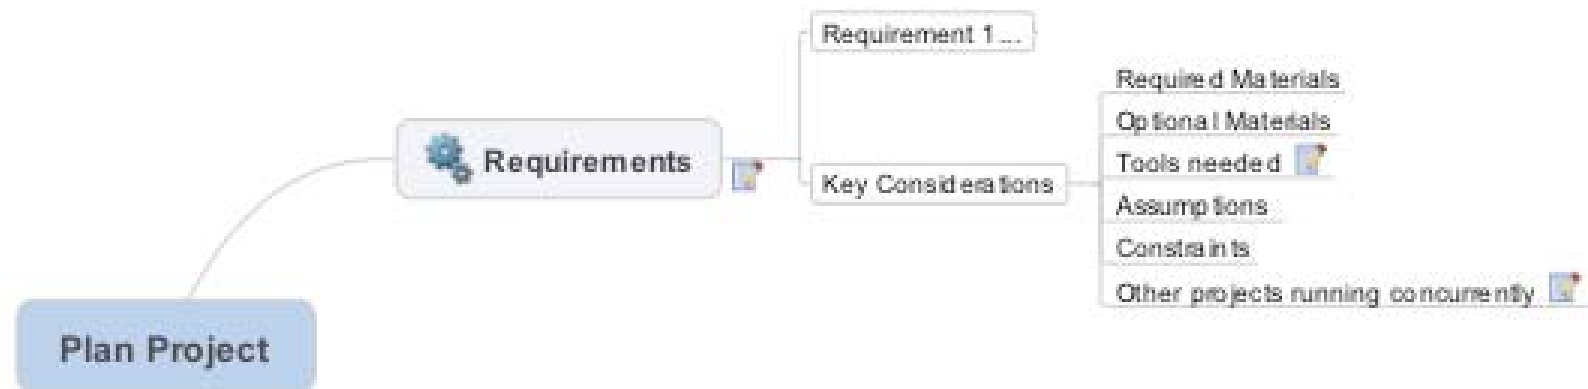 Requirement 1 ...
Required Materials
Optional Materials
Requirements
Tools needed
Key Considerations
Assumptions
Constraints
Other projects running concurrently
Plan Project